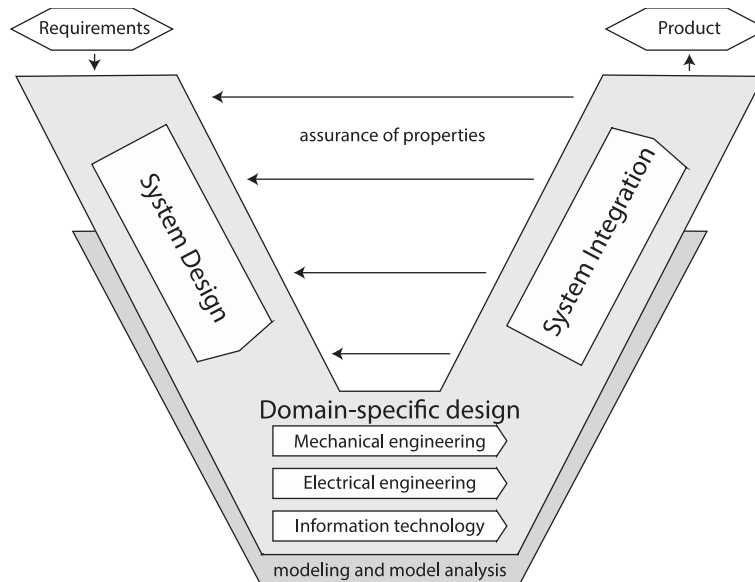 Requirements
Product
assurance of properties
System Design
System Integration
Domain-specific design
Mechanical engineering
Electrical engineering
Information technology
modeling and model analysis